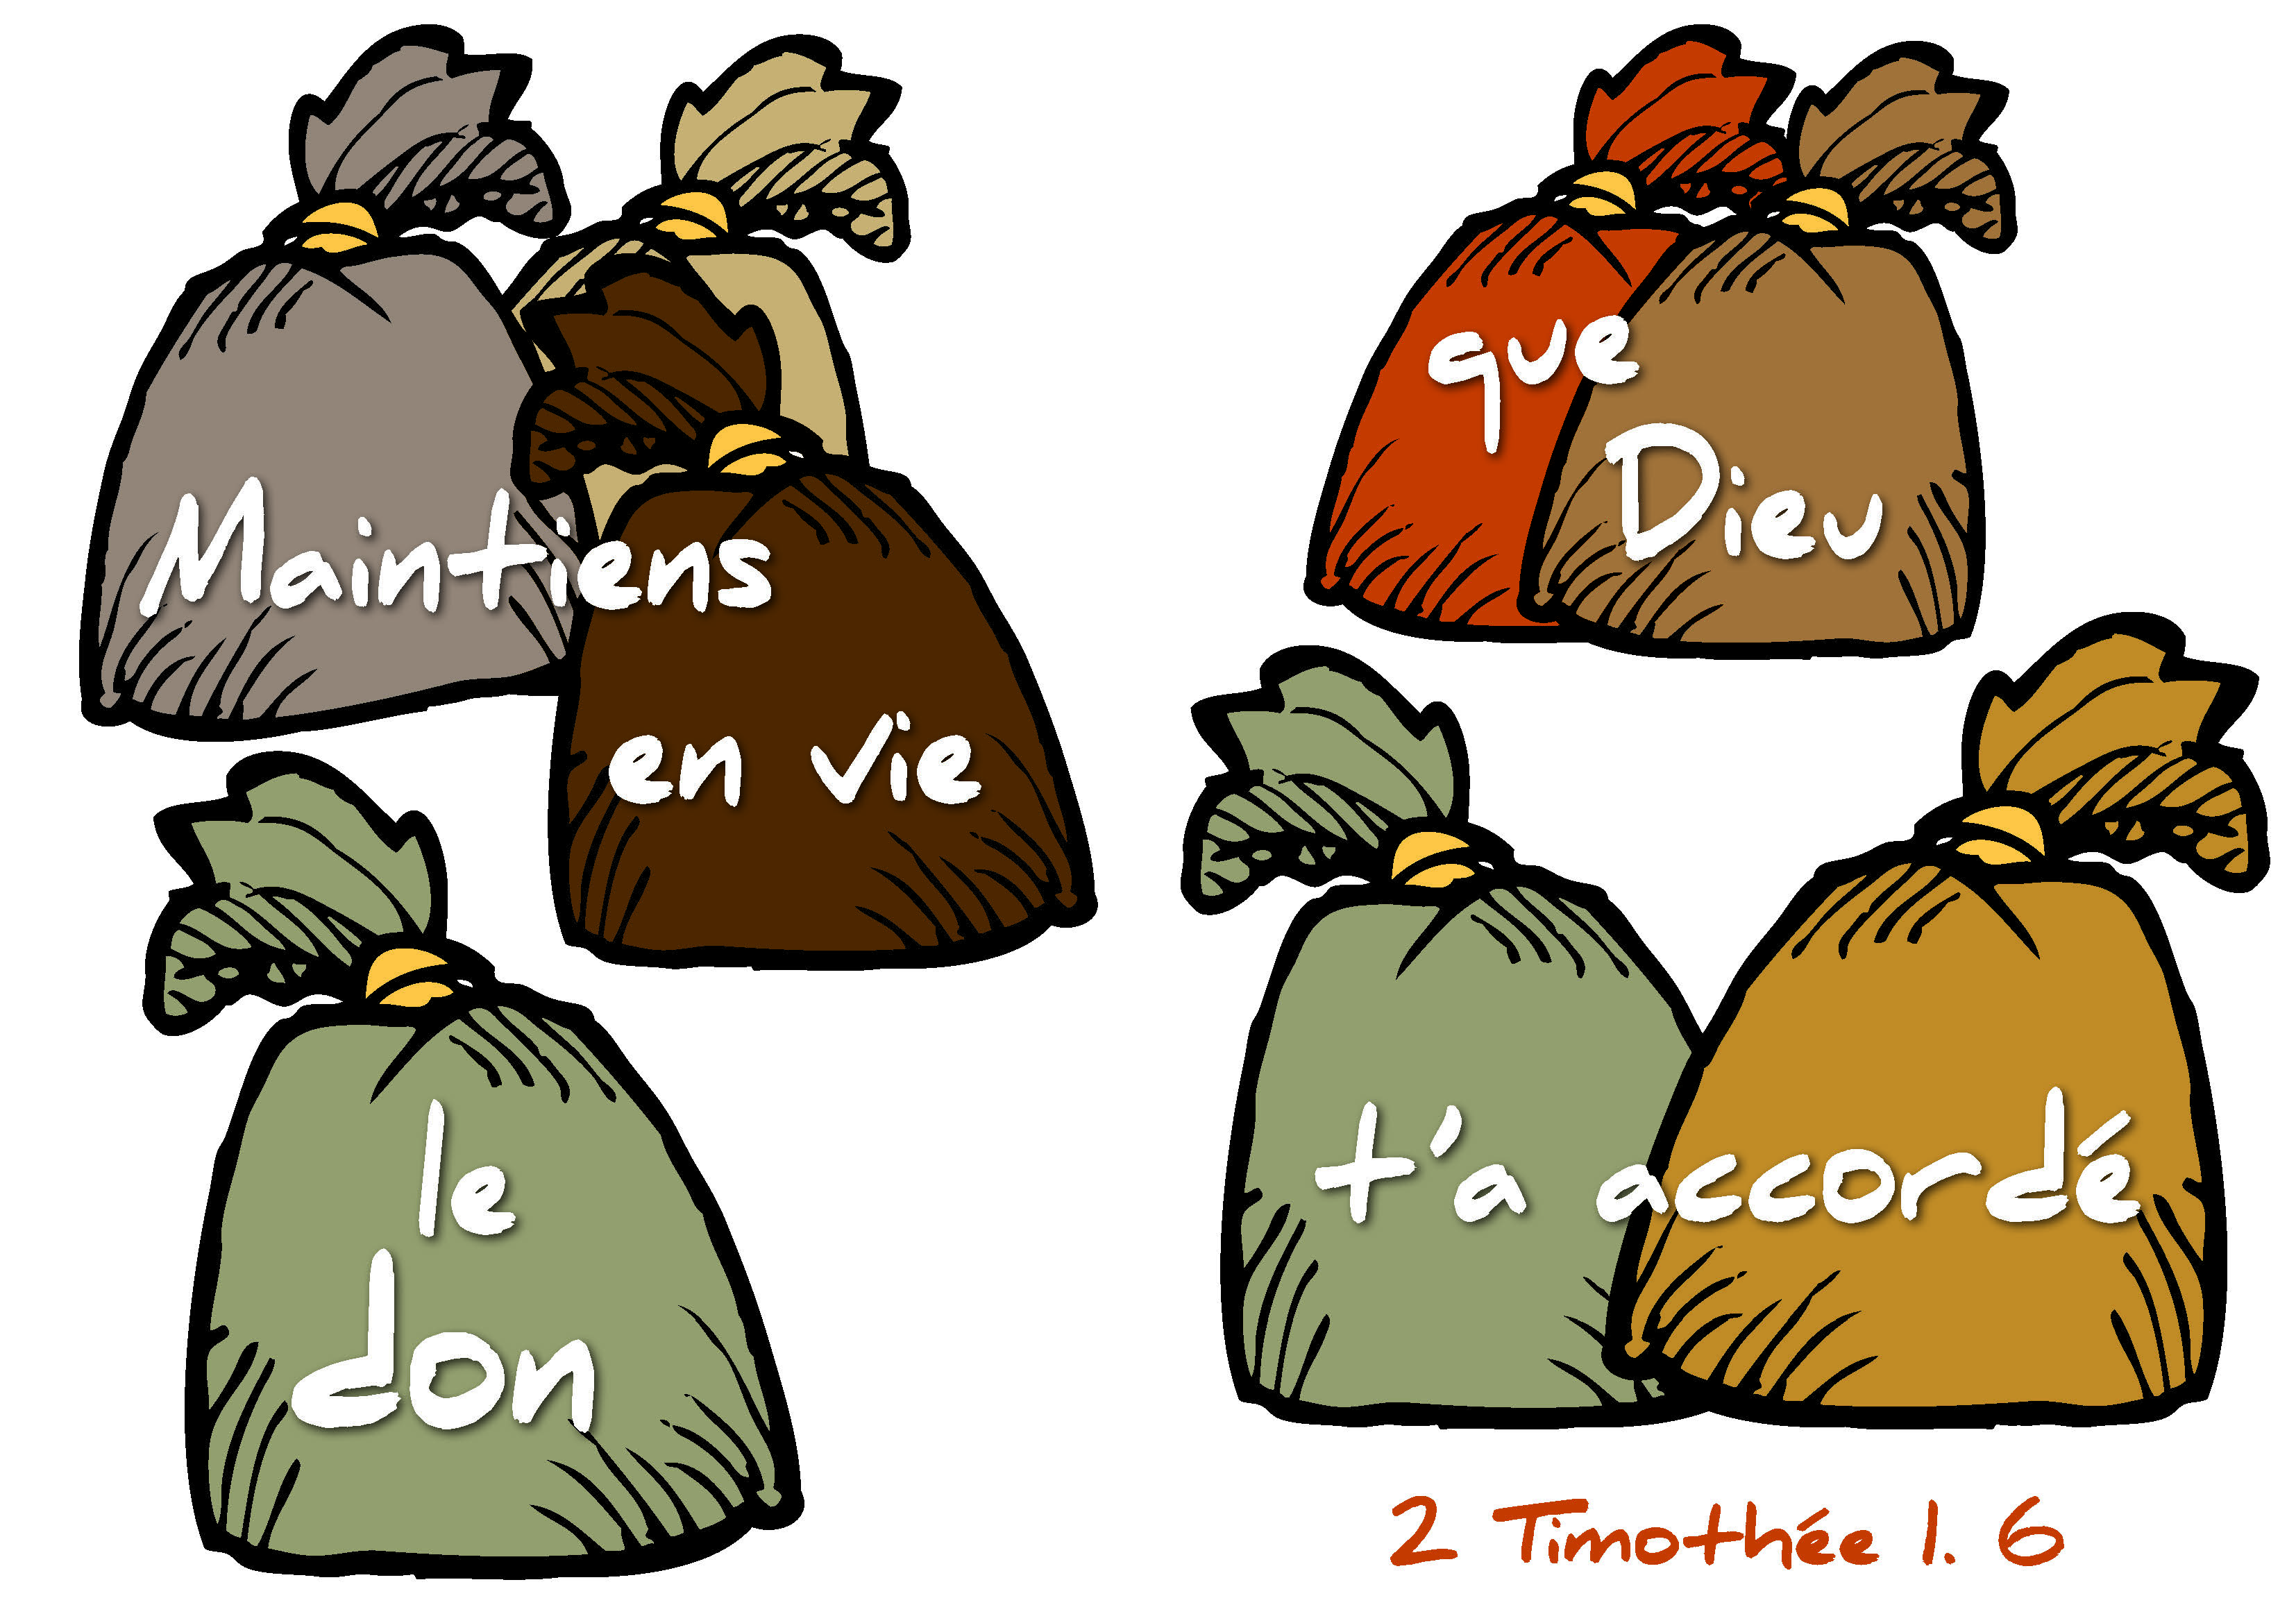 Maintiens
en vie
le
don
que
Dieu
t'a accordé
2 Timothée 1. 6